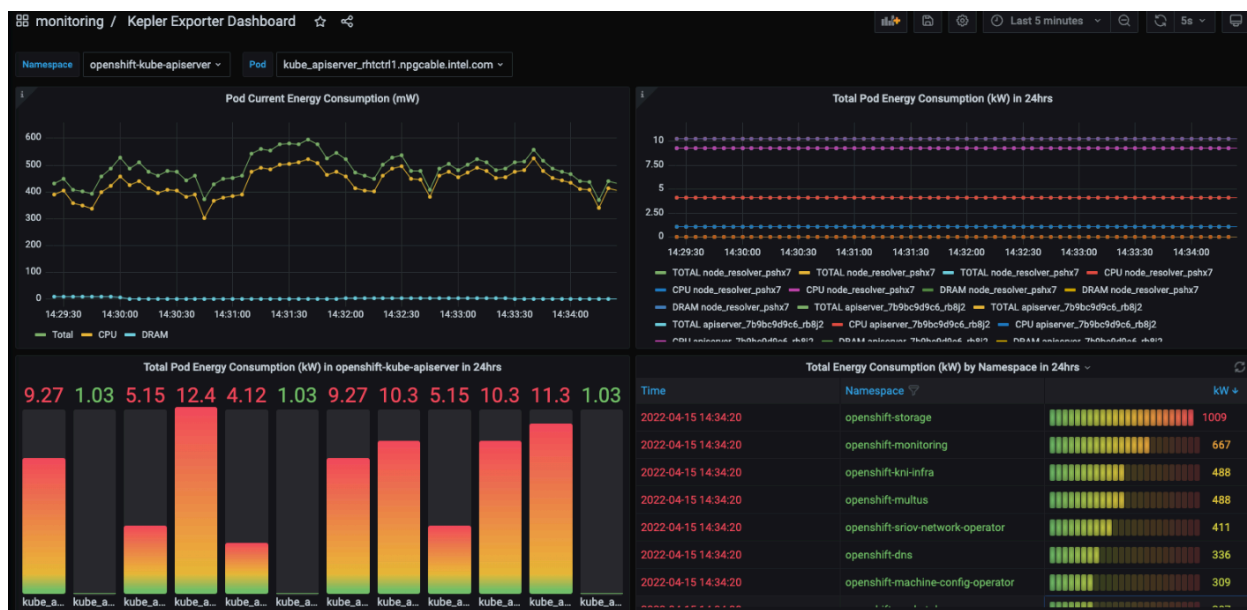 monitoring / Kepler Exporter Dashboard
Last 5 minutes
5s
Namespace openshift-kube-apiserver Pod kube_apiserver_rhtctrl1.npgcable.intel.com
Pod Current Energy Consumption (mW)
600
500
400
300
200
100
0
14:29:30 14:30:00 14:30:30 14:31:00 14:31:30 14:32:00 14:32:30 14:33:00 14:33:30 14:34:00
Total CPU DRAM
Total Pod Energy Consumption (kW) in 24hrs
10
7.50
5
2.50
0
14:29:30 14:30:00 14:30:30 14:31:00 14:31:30 14:32:00 14:32:30 14:33:00 14:33:30 14:34:00
TOTAL node_resolver_pshx7 TOTAL node_resolver_pshx7 TOTAL node_resolver_pshx7 CPU node_resolver_pshx7
CPU node_resolver_pshx7 CPU node_resolver_pshx7 DRAM node_resolver_pshx7 DRAM node_resolver_pshx7
DRAM node_resolver_pshx7 TOTAL apiserver_7b9bc9d9c6_rb8j2 TOTAL apiserver_7b9bc9d9c6_rb8j2
TOTAL apiserver_7b9bc9d9c6_rb8j2 CPU apiserver_7b9bc9d9c6_rb8j2 CPU apiserver_7b9bc9d9c6_rb8j2
CPU apiserver_7b9bc9d9c6_rb8j2 DRAM apiserver_7b9bc9d9c6_rb8j2 DRAM apiserver_7b9bc9d9c6_rb8j2
Total Pod Energy Consumption (kW) in openshift-kube-apiserver in 24hrs
9.27 1.03 5.15 12.4 4.12 1.03 9.27 10.3 5.15 10.3 11.3 1.03
kube_a... kube_a... kube_a... kube_a... kube_a... kube_a... kube_a... kube_a... kube_a... kube_a... kube_a... kube_a...
Total Energy Consumption (kW) by Namespace in 24hrs
Time Namespace kW
2022-04-15 14:34:20 openshift-storage 1009
2022-04-15 14:34:20 openshift-monitoring 667
2022-04-15 14:34:20 openshift-kni-infra 488
2022-04-15 14:34:20 openshift-multus 488
2022-04-15 14:34:20 openshift-sriov-network-operator 411
2022-04-15 14:34:20 openshift-dns 336
2022-04-15 14:34:20 openshift-machine-config-operator 309